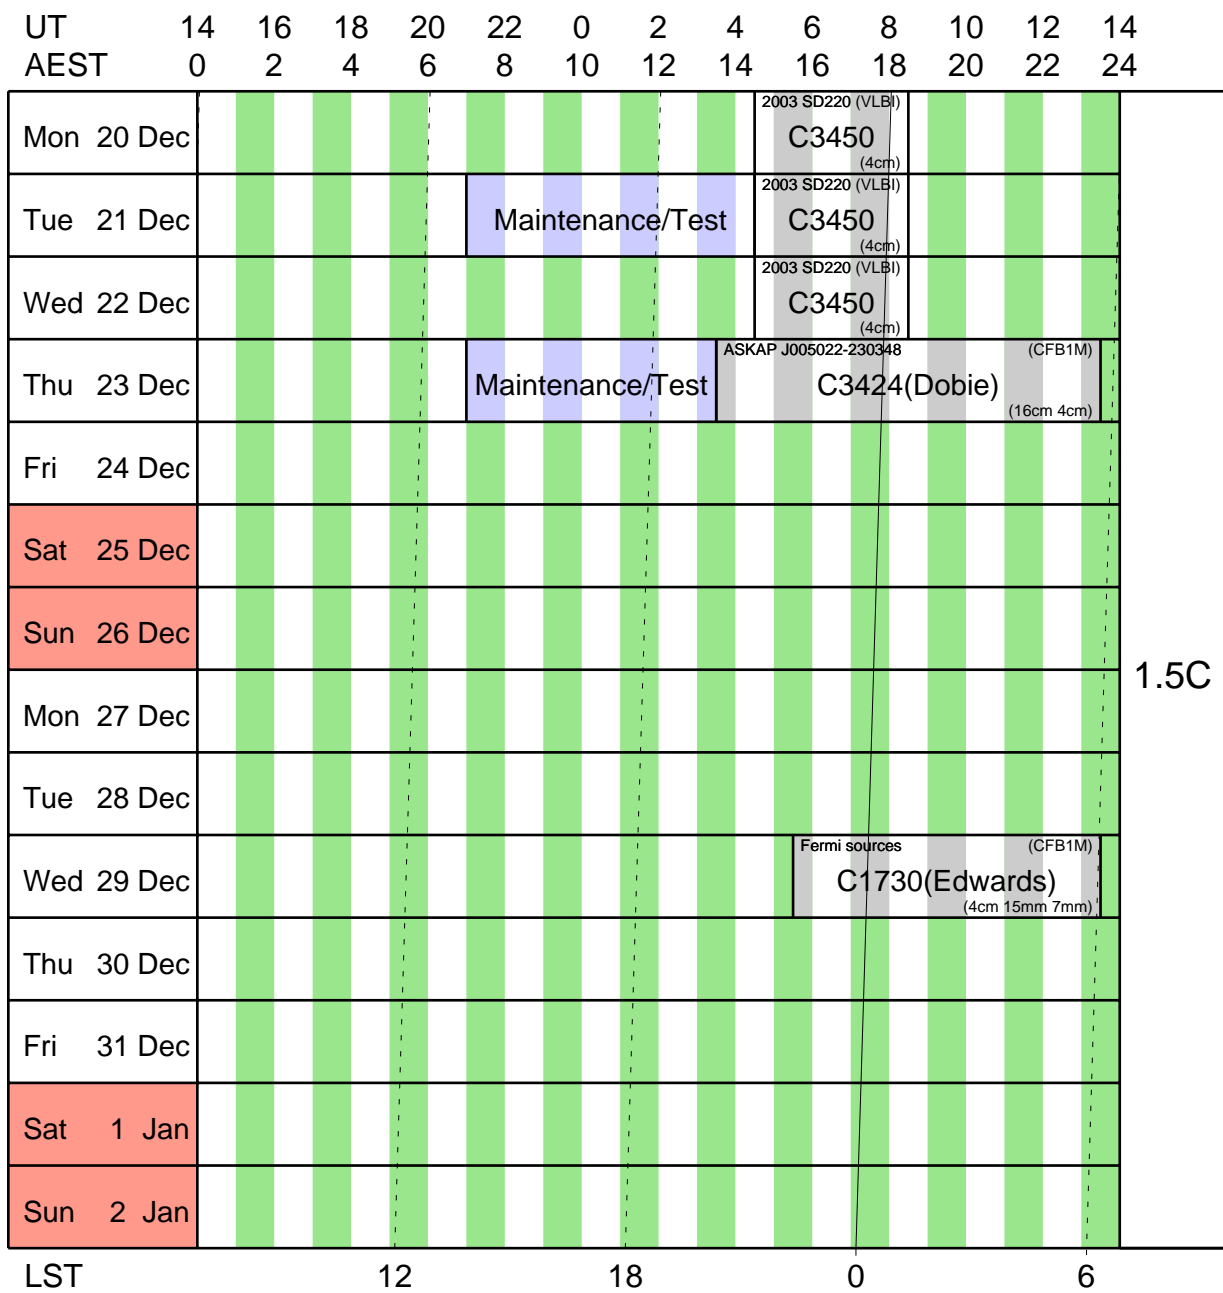 UT 14 16 18 20 22 0 2 4 6 8 10 12 14
AEST 0 2 4 6 8 10 12 14 16 18 20 22 24
2003 SD220 (VLBI)
Mon 20 Dec C3450
(4cm)
2003 SD220 (VLBI)
Tue 21 Dec Maintenance/Test C3450
(4cm)
2003 SD220 (VLBI)
Wed 22 Dec C3450
(4cm)
ASKAP J005022-230348 (CFB1M)
Thu 23 Dec Maintenance/Test C3424(Dobie)
(16cm 4cm)
Fri 24 Dec
Sat 25 Dec
Sun 26 Dec
1.5C
Mon 27 Dec
Tue 28 Dec
Fermi sources (CFB1M)
Wed 29 Dec C1730(Edwards)
(4cm 15mm 7mm)
Thu 30 Dec
Fri 31 Dec
Sat 1 Jan
Sun 2 Jan
LST 12 18 0 6